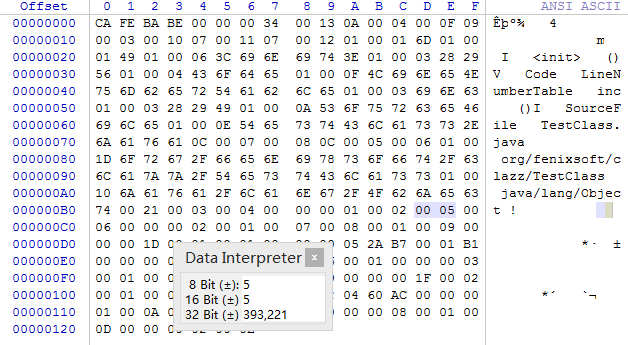 Offset 0 1 2 3 4 5 6 7 8 9 A B C D E F ANSI ASCII
00000000 CA FE BA BE 00 00 00 34 00 13 0A 00 04 00 0F 09 Êþº¾ 4
00000010 00 03 00 10 07 00 11 07 00 12 01 00 01 6D 01 00 m
00000020 01 49 01 00 06 3C 69 6E 69 74 3E 01 00 03 28 29 I <init> ()
00000030 56 01 00 04 43 6F 64 65 01 00 0F 4C 69 6E 65 4E V Code LineN
00000040 75 6D 62 65 72 54 61 62 6C 65 01 00 03 69 6E 63 umberTable inc
00000050 01 00 03 28 29 49 01 00 0A 53 6F 75 72 63 65 46 ()I SourceF
00000060 69 6C 65 01 00 0E 54 65 73 74 43 6C 61 73 73 2E ile TestClass.
00000070 6A 61 76 61 0C 00 07 00 08 0C 00 05 00 06 01 00 java
00000080 1D 6F 72 67 2F 66 65 6E 69 78 73 6F 66 74 2F 63 org/fenixsoft/c
00000090 6C 61 7A 7A 2F 54 65 73 74 43 6C 61 73 73 01 00 lazz/TestClass
000000A0 10 6A 61 76 61 2F 6C 61 6E 67 2F 4F 62 6A 65 63 java/lang/Objec
000000B0 74 00 21 00 03 00 04 00 00 00 01 00 02 00 05 00 t !
000000C0 06 00 00 00 02 00 01 00 07 00 08 00 01 00 09 00
000000D0 00 00 1D 05 2A B7 00 01 B1 *· ±
000000E0 00 00 00 00 01 00 00 00 03
000000F0 00 01 00 00 00 00 1F 00 02
00000100 00 01 00 04 60 AC 00 00 00 *´ `¬
00000110 01 00 0A 00 00 08 00 01 00
00000120 0D 00 00 00
Data Interpreter x
8 Bit (±): 5
16 Bit (±) 5
32 Bit (±) 393,221